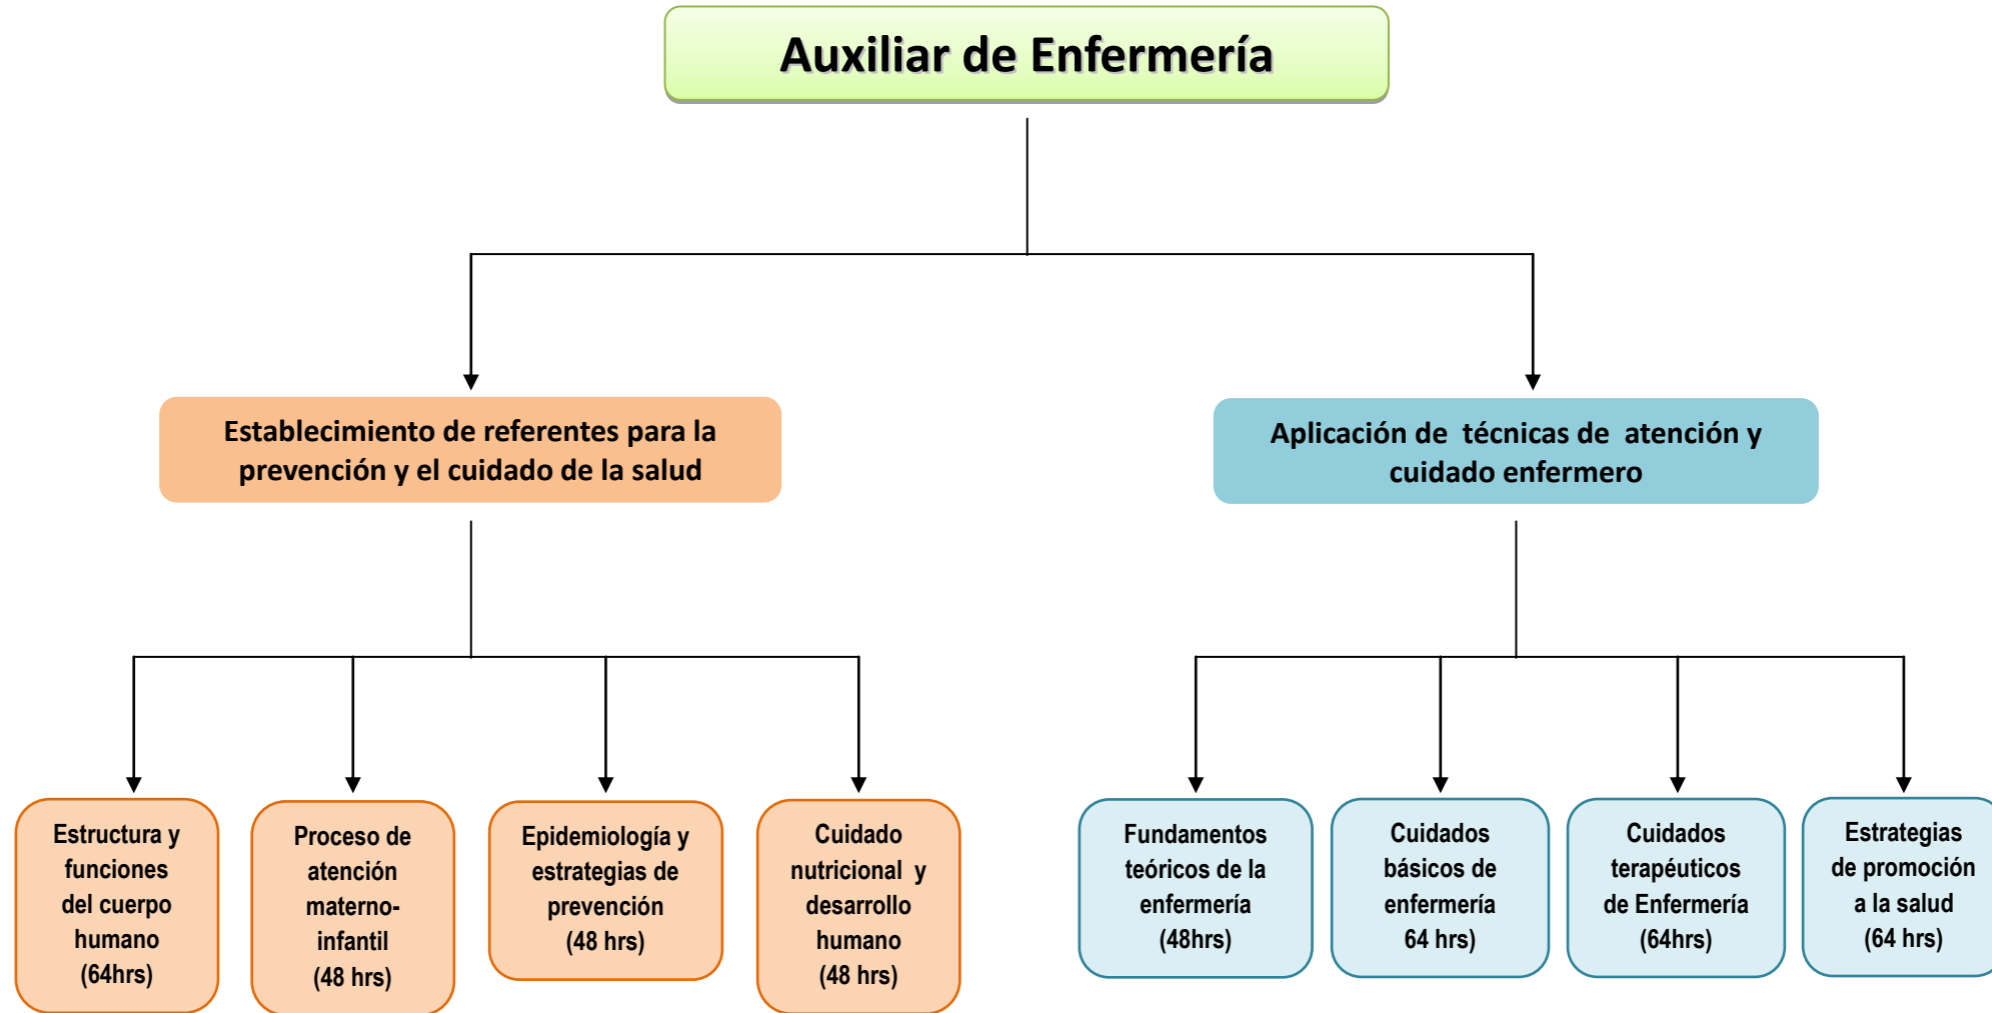 Auxiliar de Enfermería
Establecimiento de referentes para la
prevención y el cuidado de la salud
Aplicación de técnicas de atención y
cuidado enfermero
Estructura y
funciones
del cuerpo
humano
(64hrs)
Proceso de
atención
materno-
infantil
(48 hrs)
Epidemiología y
estrategias de
prevención
(48 hrs)
Cuidado
nutricional y
desarrollo
humano
(48 hrs)
Fundamentos
teóricos de la
enfermería
(48hrs)
Cuidados
básicos de
enfermería
64 hrs)
Cuidados
terapéuticos
de Enfermería
(64hrs)
Estrategias
de promoción
a la salud
(64 hrs)